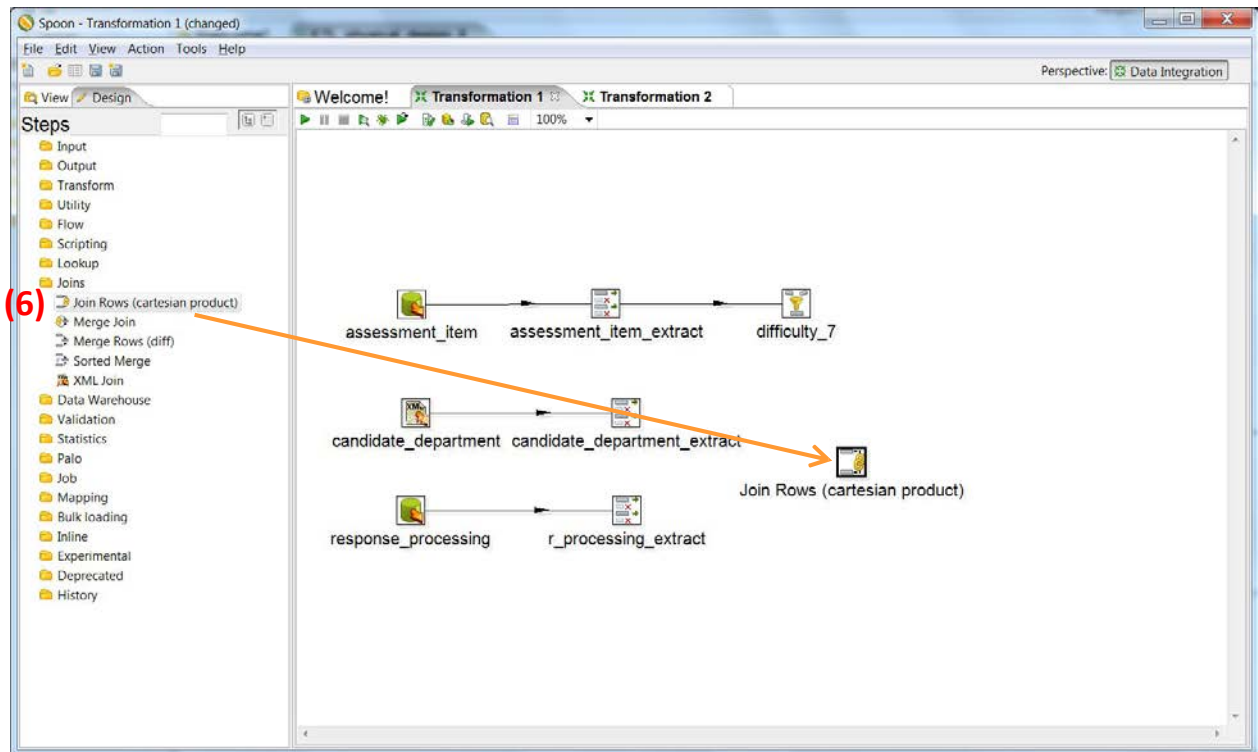 Spoon - Transformation 1 (changed)
File Edit View Action Tools Help
Perspective: Data Integration
View Design
Welcome! Transformation 1 Transformation 2
Steps
100%
Input
Output
Transform
Utility
Flow
Scripting
Lookup
Joins
(6) Join Rows (cartesian product)
Merge Join
Merge Rows (diff)
Sorted Merge
XML Join
Data Warehouse
Validation
Statistics
Palo
Job
Mapping
Bulk loading
Inline
Experimental
Deprecated
History
assessment_item assessment_item_extract difficulty_7
candidate_department candidate_department_extract
Join Rows (cartesian product)
response_processing r_processing_extract